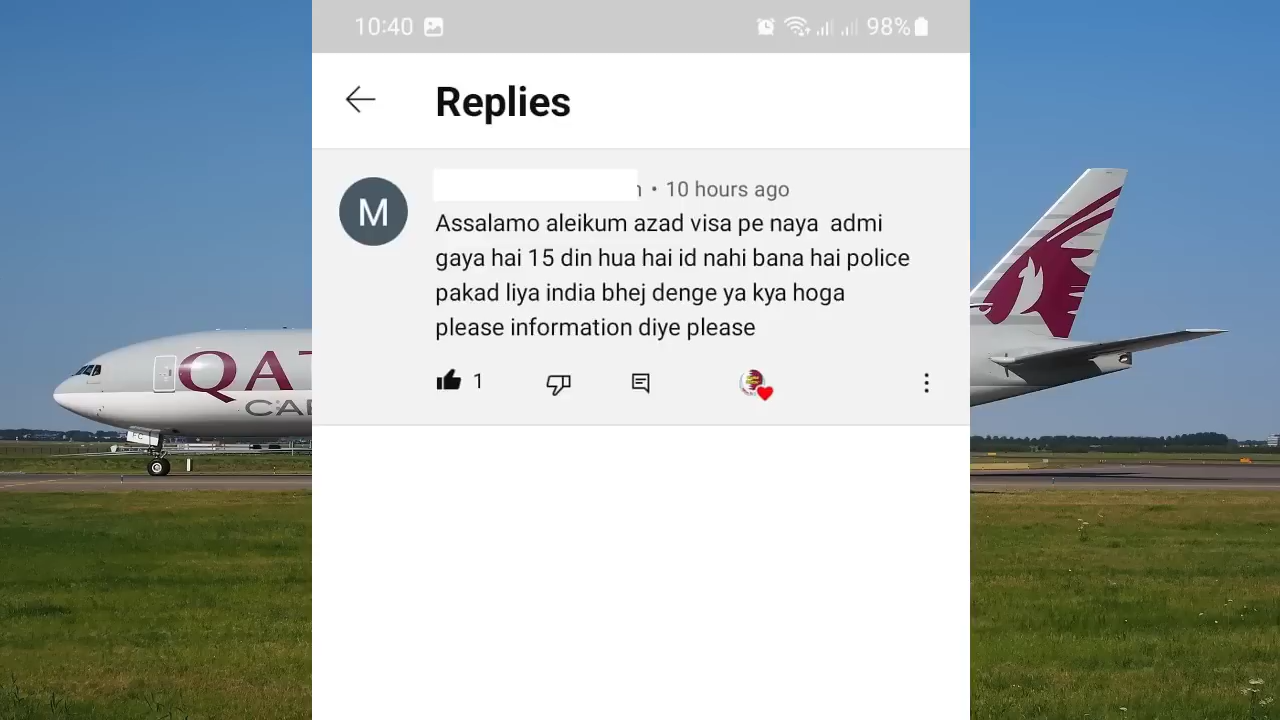 10:40
98%
Replies
M
• 10 hours ago
Assalamo aleikum azad visa pe naya admi
gaya hai 15 din hua hai id nahi bana hai police
pakad liya india bhej denge ya kya hoga
please information diye please
1
QAT
CA
FC